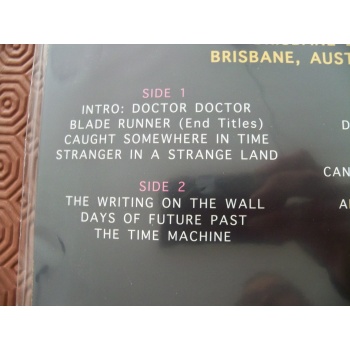 BRISBANE, AUST
SIDE 1
INTRO: DOCTOR DOCTOR
BLADE RUNNER (End Titles)
CAUGHT SOMEWHERE IN TIME
STRANGER IN A STRANGE LAND
SIDE 2
THE WRITING ON THE WALL
DAYS OF FUTURE PAST
THE TIME MACHINE
D
CAN
A